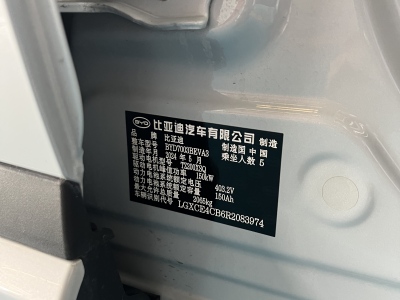 BYD 比亚迪汽车有限公司 制造
品牌 比亚迪 制造国 中国
整车型号 BYD7003BEVA3 乘坐人数 5
制造年月 2024 年 5 月
驱动电机型号 TZ200XSQ
驱动电机峰值功率 150kW
动力电池系统额定电压 403.2V
动力电池系统额定容量 150Ah
最大允许总质量 2065kg
车辆识别代号 LGXCE4CB6R2083974